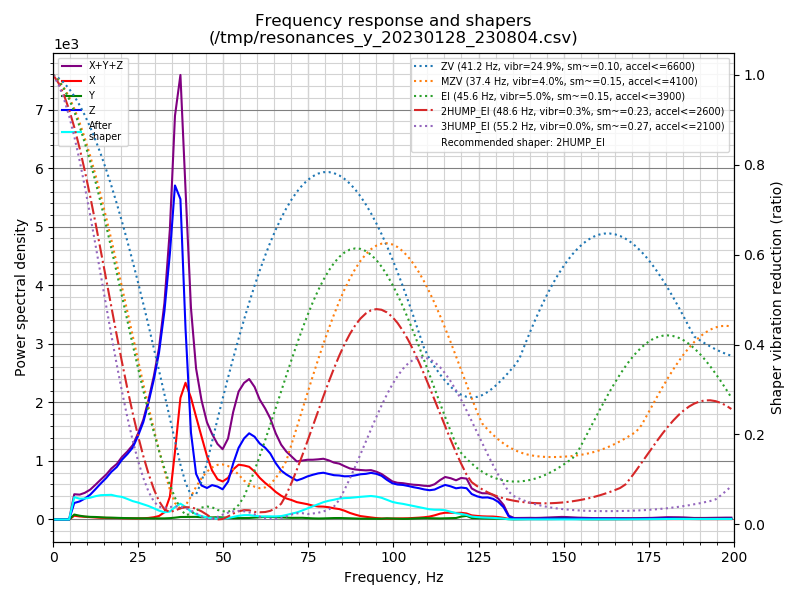 Frequency response and shapers
(/tmp/resonances_y_20230128_230804.csv)
1e3
X+Y+Z
X
Y
Z
After
shaper
ZV (41.2 Hz, vibr=24.9%, sm~=0.10, accel<=6600)
MZV (37.4 Hz, vibr=4.0%, sm~=0.15, accel<=4100)
EI (45.6 Hz, vibr=5.0%, sm~=0.15, accel<=3900)
2HUMP_EI (48.6 Hz, vibr=0.3%, sm~=0.23, accel<=2600)
3HUMP_EI (55.2 Hz, vibr=0.0%, sm~=0.27, accel<=2100)
Recommended shaper: 2HUMP_EI
Power spectral density
7
6
5
4
3
2
1
0
1.0
0.8
0.6
0.4
0.2
0.0
Shaper vibration reduction (ratio)
0 25 50 75 100 125 150 175 200
Frequency, Hz